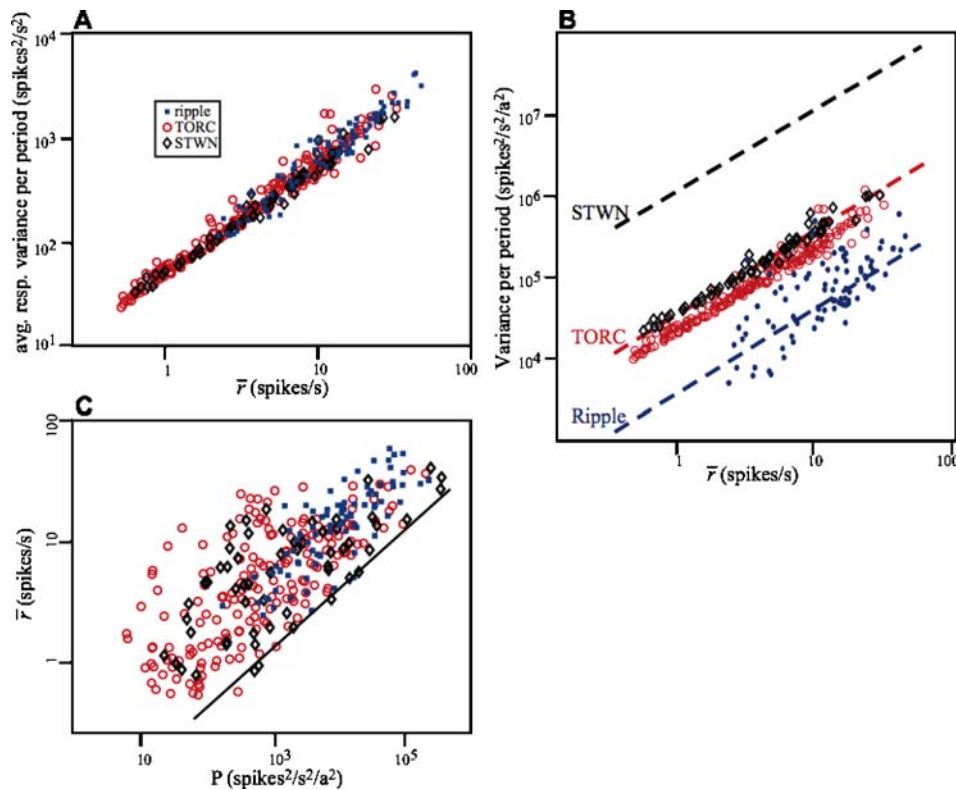 A
avg. resp. variance per period (spikes²/s²)
10⁴
10³
10²
10¹
ripple
TORC
STWN
1
10
100
r̅ (spikes/s)
B
Variance per period (spikes²/s²/a²)
10⁷
10⁶
10⁵
10⁴
STWN
TORC
Ripple
1
10
100
r̅ (spikes/s)
C
r̅ (spikes/s)
100
10
1
10
10³
10⁵
P (spikes²/s²/a²)